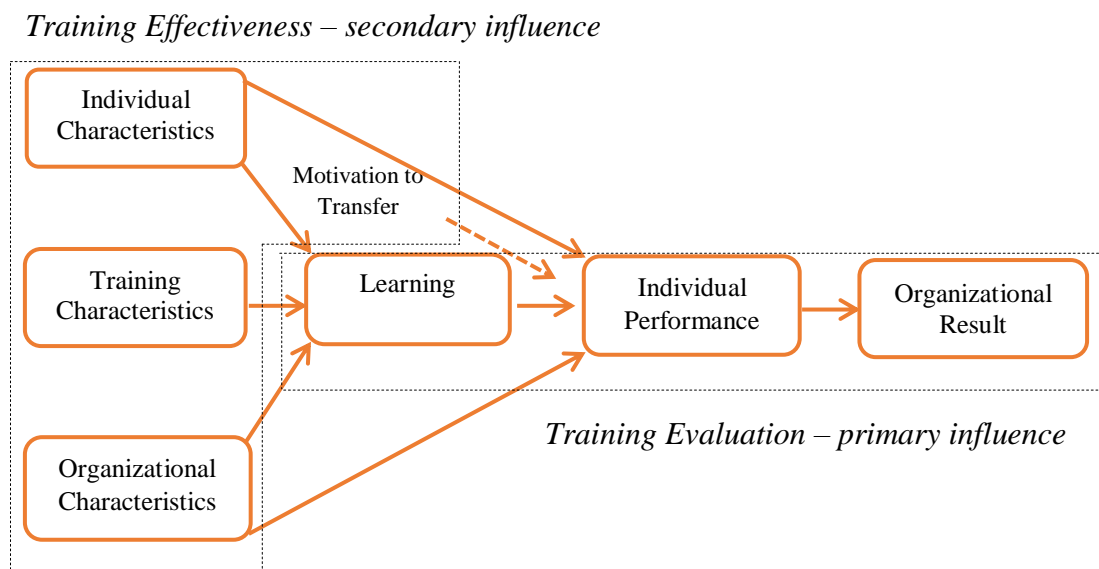 Training Effectiveness – secondary influence
Individual
Characteristics
Motivation to
Transfer
Training
Characteristics
Learning
Individual
Performance
Organizational
Result
Training Evaluation – primary influence
Organizational
Characteristics